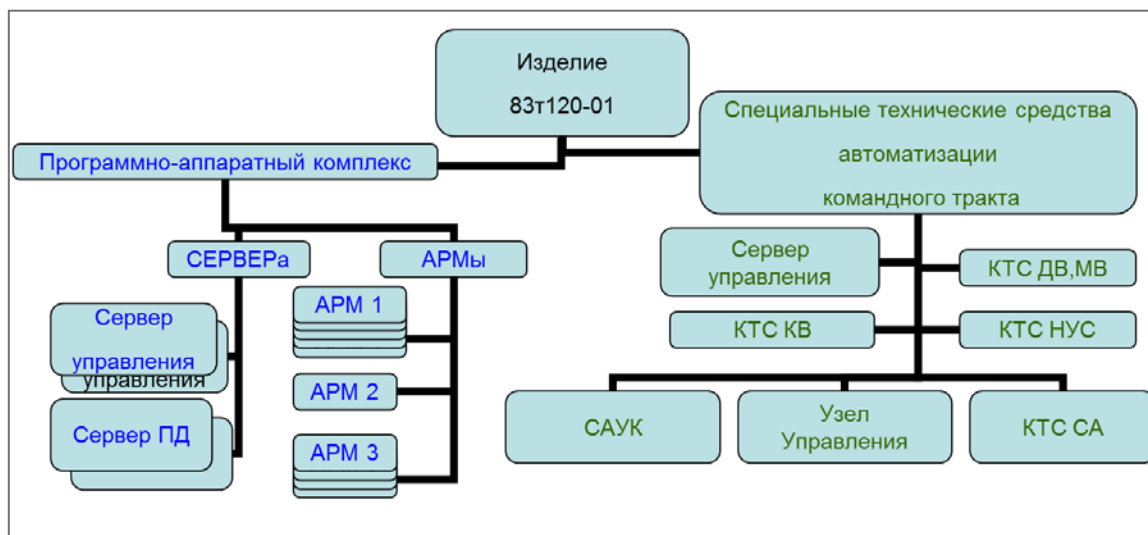 Изделие
83т120-01
Программно-аппаратный комплекс
Специальные технические средства
автоматизации
командного тракта
СЕРВЕРа
АРМы
Сервер
управления
управления
Сервер ПД
АРМ 1
АРМ 2
АРМ 3
Сервер
управления
КТС ДВ,МВ
КТС КВ
КТС НУС
САУК
Узел
Управления
КТС СА